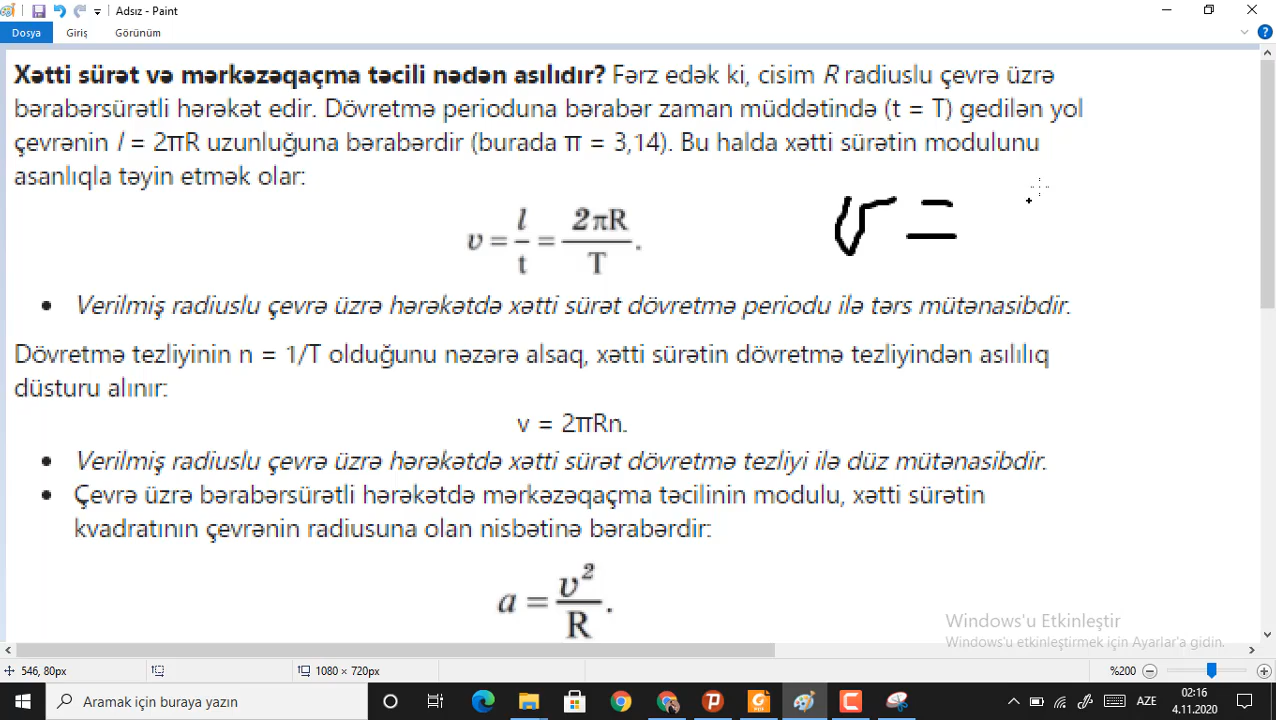 Adsız - Paint
Dosya Giriş Görünüm
Xətti sürət və mərkəzəqaçma təcili nədən asılıdır? Fərz edək ki, cisim R radiuslu çevrə üzrə
bərabərsürətli hərəkət edir. Dövretmə perioduna bərabər zaman müddətində (t = T) gedilən yol
çevrənin l = 2πR uzunluğuna bərabərdir (burada π = 3,14). Bu halda xətti sürətin modulunu
asanlıqla təyin etmək olar:
υ = l/t = 2πR/T.
υ =
• Verilmiş radiuslu çevrə üzrə hərəkətdə xətti sürət dövretmə periodu ilə tərs mütənasibdir.
Dövretmə tezliyinin n = 1/T olduğunu nəzərə alsaq, xətti sürətin dövretmə tezliyindən asılılıq
düsturu alınır:
v = 2πRn.
• Verilmiş radiuslu çevrə üzrə hərəkətdə xətti sürət dövretmə tezliyi ilə düz mütənasibdir.
• Çevrə üzrə bərabərsürətli hərəkətdə mərkəzəqaçma təcilinin modulu, xətti sürətin
kvadratının çevrənin radiusuna olan nisbətinə bərabərdir:
a = υ²/R.
Windows'u Etkinleştir
Windows'u etkinleştirmek için Ayarlar'a gidin.
546, 80px 1080 × 720px %200
Aramak için buraya yazın AZE 02:16
4.11.2020